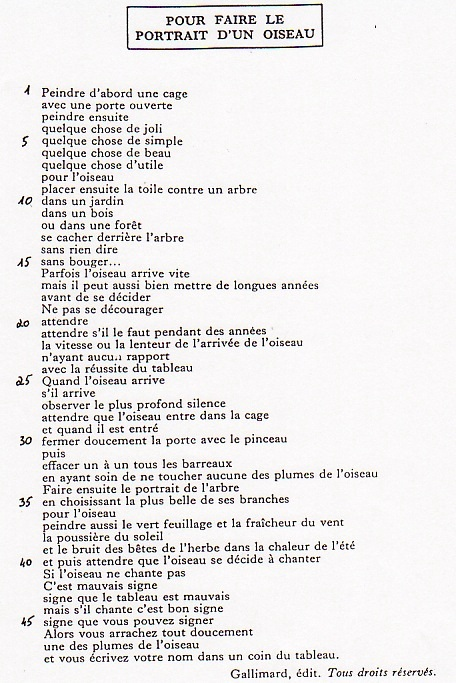 POUR FAIRE LE
PORTRAIT D'UN OISEAU
1 Peindre d'abord une cage
avec une porte ouverte
peindre ensuite
quelque chose de joli
5 quelque chose de simple
quelque chose de beau
quelque chose d'utile
pour l'oiseau
placer ensuite la toile contre un arbre
10 dans un jardin
dans un bois
ou dans une forêt
se cacher derrière l'arbre
sans rien dire
15 sans bouger...
Parfois l'oiseau arrive vite
mais il peut aussi bien mettre de longues années
avant de se décider
Ne pas se décourager
20 attendre
attendre s'il le faut pendant des années
la vitesse ou la lenteur de l'arrivée de l'oiseau
n'ayant aucun rapport
avec la réussite du tableau
25 Quand l'oiseau arrive
s'il arrive
observer le plus profond silence
attendre que l'oiseau entre dans la cage
et quand il est entré
30 fermer doucement la porte avec le pinceau
puis
effacer un à un tous les barreaux
en ayant soin de ne toucher aucune des plumes de l'oiseau
Faire ensuite le portrait de l'arbre
35 en choisissant la plus belle de ses branches
pour l'oiseau
peindre aussi le vert feuillage et la fraîcheur du vent
la poussière du soleil
et le bruit des bêtes de l'herbe dans la chaleur de l'été
40 et puis attendre que l'oiseau se décide à chanter
Si l'oiseau ne chante pas
C'est mauvais signe
signe que le tableau est mauvais
mais s'il chante c'est bon signe
45 signe que vous pouvez signer
Alors vous arrachez tout doucement
une des plumes de l'oiseau
et vous écrivez votre nom dans un coin du tableau.
Gallimard, édit. Tous droits réservés.